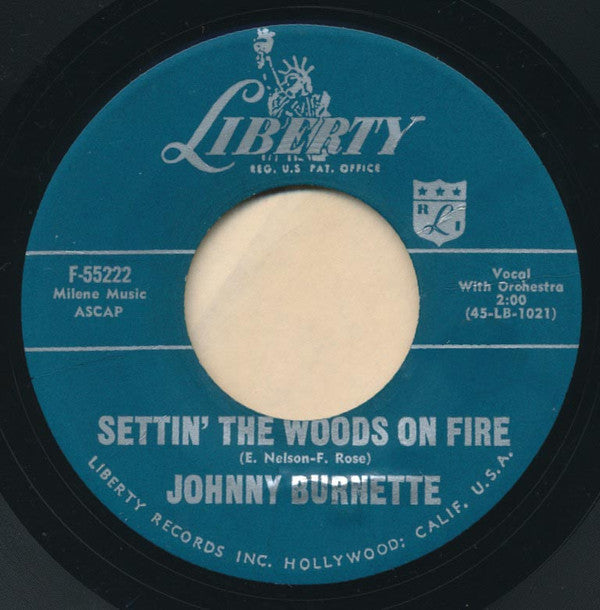 LIBERTY
REG. U.S. PAT. OFFICE
R L I
F-55222
Milene Music
ASCAP
Vocal
With Orchestra
2:00
(45-LB-1021)
SETTIN' THE WOODS ON FIRE
(E. Nelson-F. Rose)
JOHNNY BURNETTE
LIBERTY RECORDS INC. HOLLYWOOD: CALIF. U.S.A.